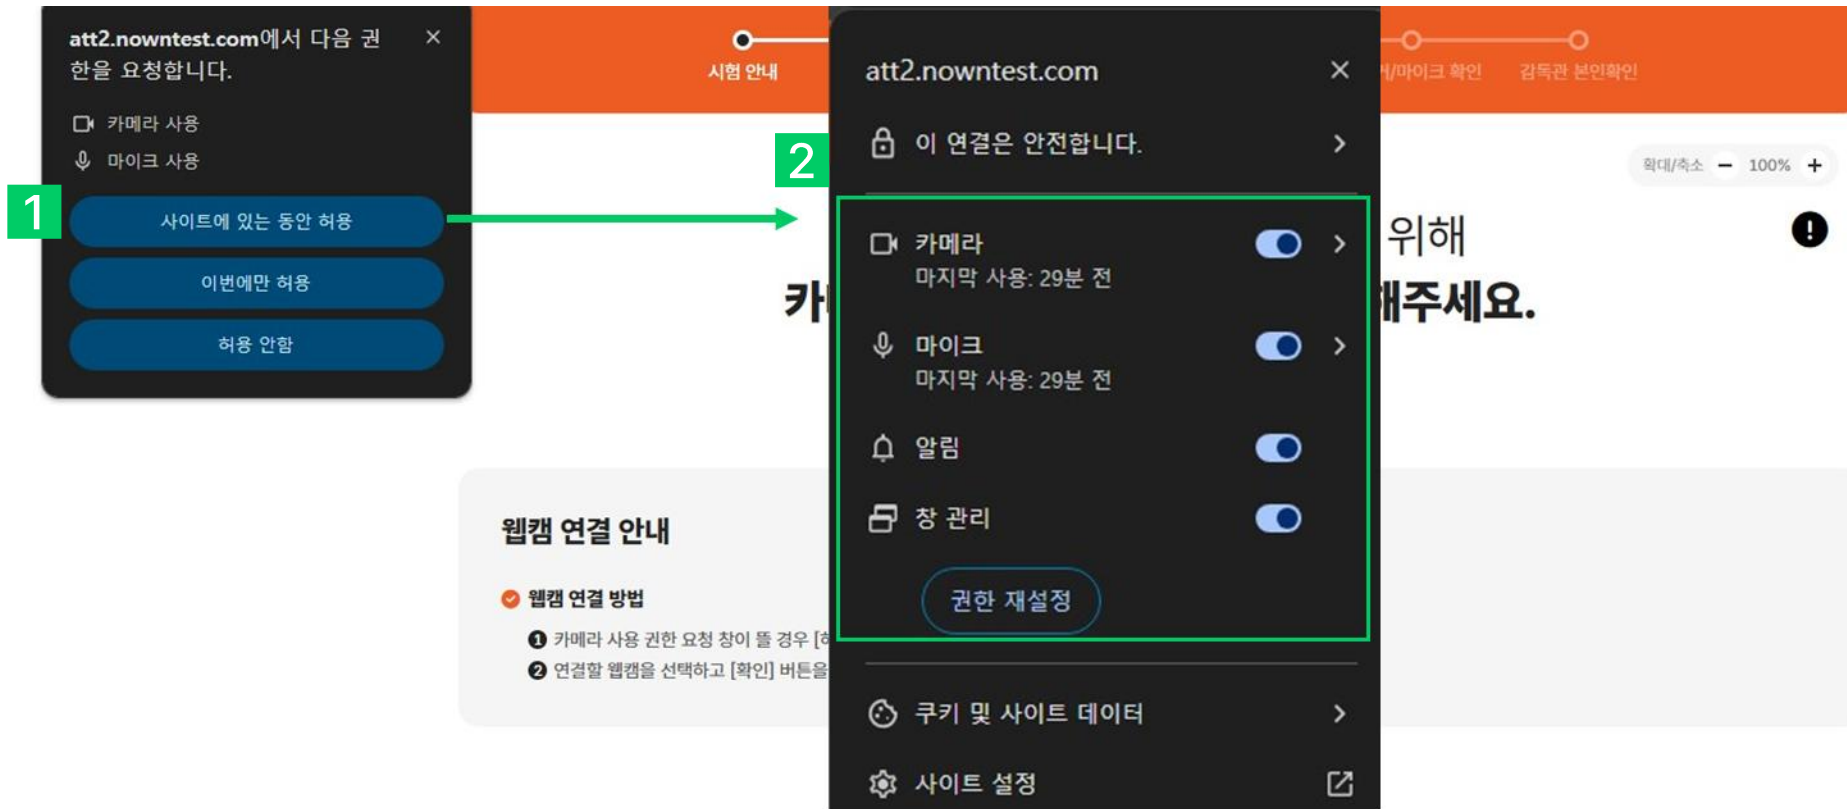 att2.nowntest.com에서 다음 권
한을 요청합니다.
카메라 사용
마이크 사용
1
사이트에 있는 동안 허용
이번에만 허용
허용 안함
시험 안내
마이크 확인
감독관 본인확인
확대/축소 − 100% +
위해
해주세요.
웹캠 연결 안내
웹캠 연결 방법
1 카메라 사용 권한 요청 창이 뜰 경우
2 연결할 웹캠을 선택하고 [확인] 버튼을
2
att2.nowntest.com
이 연결은 안전합니다.
카메라
마지막 사용: 29분 전
마이크
마지막 사용: 29분 전
알림
창 관리
권한 재설정
쿠키 및 사이트 데이터
사이트 설정